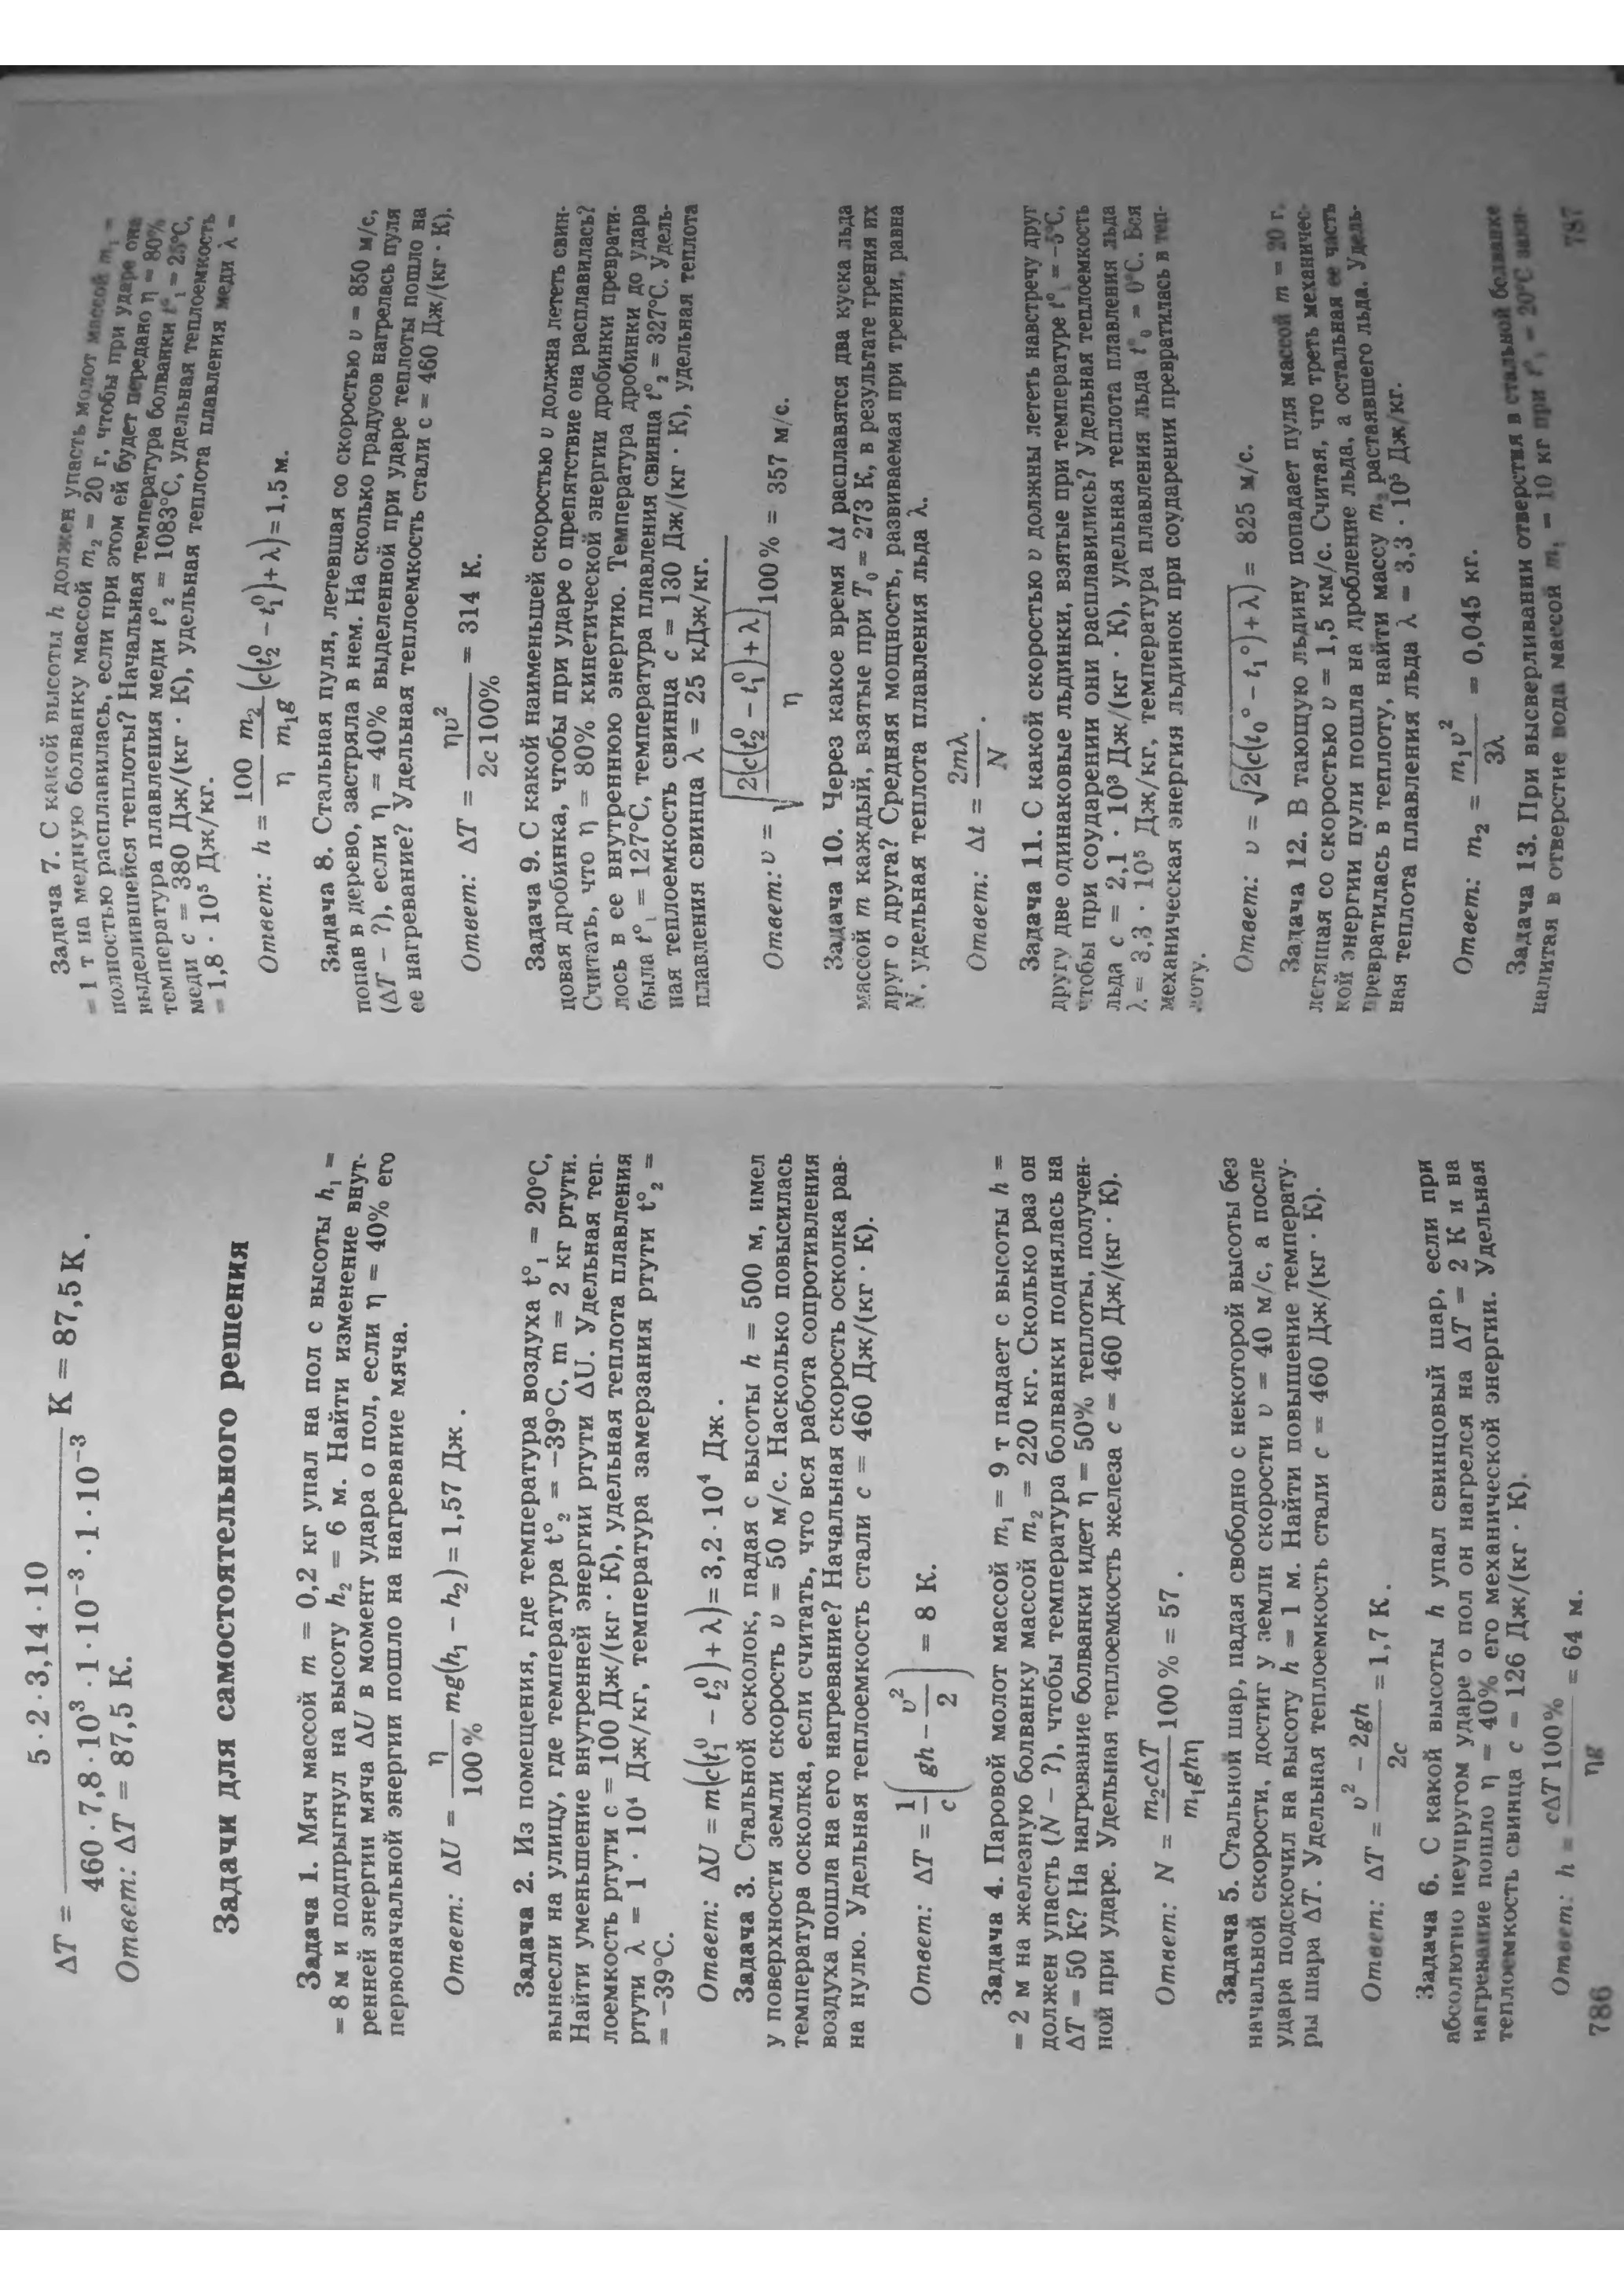 ΔT = 5 · 2 · 3,14 · 10 / 460 · 7,8 · 10³ · 1 · 10⁻³ · 1 · 10⁻³ К = 87,5 К.
Ответ: ΔT = 87,5 К.
Задачи для самостоятельного решения
Задача 1. Мяч массой m = 0,2 кг упал на пол с высоты h₁ =
= 8 м и подпрыгнул на высоту h₂ = 6 м. Найти изменение внут-
ренней энергии мяча ΔU в момент удара о пол, если η = 40% его
первоначальной энергии пошло на нагревание мяча.
Ответ: ΔU = η / 100% mg(h₁ − h₂) = 1,57 Дж .
Задача 2. Из помещения, где температура воздуха t°₁ = 20°С,
вынесли на улицу, где температура t°₂ = −39°С, m = 2 кг ртути.
Найти уменьшение внутренней энергии ртути ΔU. Удельная теп-
лоемкость ртути с = 100 Дж/(кг · К), удельная теплота плавления
ртути λ = 1 · 10⁴ Дж/кг, температура замерзания ртути t°₂ =
= −39°С.
Ответ: ΔU = m(c(t₁⁰ − t₂⁰) + λ) = 3,2 · 10⁴ Дж .
Задача 3. Стальной осколок, падая с высоты h = 500 м, имел
у поверхности земли скорость υ = 50 м/с. Насколько повысилась
температура осколка, если считать, что вся работа сопротивления
воздуха пошла на его нагревание? Начальная скорость осколка рав-
на нулю. Удельная теплоемкость стали c = 460 Дж/(кг · К).
Ответ: ΔT = 1/c (gh − υ²/2) = 8 К.
Задача 4. Паровой молот массой m₁ = 9 т падает с высоты h =
= 2 м на железную болванку массой m₂ = 220 кг. Сколько раз он
должен упасть (N − ?), чтобы температура болванки поднялась на
ΔT = 50 К? На нагревание болванки идет η = 50% теплоты, получен-
ной при ударе. Удельная теплоемкость железа c = 460 Дж/(кг · К).
Ответ: N = m₂cΔT / m₁ghη 100% = 57 .
Задача 5. Стальной шар, падая свободно с некоторой высоты без
начальной скорости, достиг у земли скорости υ = 40 м/с, а после
удара подскочил на высоту h = 1 м. Найти повышение температу-
ры шара ΔT. Удельная теплоемкость стали c = 460 Дж/(кг · К).
Ответ: ΔT = υ² − 2gh / 2c = 1,7 К .
Задача 6. С какой высоты h упал свинцовый шар, если при
абсолютно неупругом ударе о пол он нагрелся на ΔT = 2 К и на
нагревание пошло η = 40% его механической энергии. Удельная
теплоемкость свинца c = 126 Дж/(кг · К).
Ответ: h = cΔT100% / ηg = 64 м.
786
Задача 7. С какой высоты h должен упасть молот массой m₁ =
= 1 т на медную болванку массой m₂ = 20 г, чтобы при ударе она
полностью расплавилась, если при этом ей будет передано η = 80%
выделившейся теплоты? Начальная температура болванки t°₁ = 25°С,
температура плавления меди t°₂ = 1083°С, удельная теплоемкость
меди c = 380 Дж/(кг · К), удельная теплота плавления меди λ =
= 1,8 · 10⁵ Дж/кг.
Ответ: h = 100/η m₂/m₁g (c(t₂⁰ − t₁⁰) + λ) = 1,5 м.
Задача 8. Стальная пуля, летевшая со скоростью υ = 850 м/с,
попав в дерево, застряла в нем. На сколько градусов нагрелась пуля
(ΔT − ?), если η = 40% выделенной при ударе теплоты пошло на
ее нагревание? Удельная теплоемкость стали c = 460 Дж/(кг · К).
Ответ: ΔT = ηυ² / 2c100% = 314 К.
Задача 9. С какой наименьшей скоростью υ должна лететь свин-
цовая дробинка, чтобы при ударе о препятствие она расплавилась?
Считать, что η = 80% кинетической энергии дробинки преврати-
лось в ее внутреннюю энергию. Температура дробинки до удара
была t°₁ = 127°С, температура плавления свинца t°₂ = 327°С. Удель-
ная теплоемкость свинца c = 130 Дж/(кг · К), удельная теплота
плавления свинца λ = 25 кДж/кг.
Ответ: υ = √(2(c(t₂⁰ − t₁⁰) + λ) / η 100%) = 357 м/с.
Задача 10. Через какое время Δt расплавятся два куска льда
массой m каждый, взятые при T₀ = 273 К, в результате трения их
друг о друга? Средняя мощность, развиваемая при трении, равна
N, удельная теплота плавления льда λ.
Ответ: Δt = 2mλ / N .
Задача 11. С какой скоростью υ должны лететь навстречу друг
другу две одинаковые льдинки, взятые при температуре t°₁ = −5°С,
чтобы при соударении они расплавились? Удельная теплоемкость
льда c = 2,1 · 10³ Дж/(кг · К), удельная теплота плавления льда
λ = 3,3 · 10⁵ Дж/кг, температура плавления льда t°₀ = 0°С. Вся
механическая энергия льдинок при соударении превратилась в теп-
лоту.
Ответ: υ = √2(c(t₀° − t₁°) + λ) = 825 м/с.
Задача 12. В тающую льдину попадает пуля массой m = 20 г,
летящая со скоростью υ = 1,5 км/с. Считая, что треть механичес-
кой энергии пули пошла на дробление льда, а остальная ее часть
превратилась в теплоту, найти массу m₂ растаявшего льда. Удель-
ная теплота плавления льда λ = 3,3 · 10⁵ Дж/кг.
Ответ: m₂ = m₁υ² / 3λ = 0,045 кг.
Задача 13. При высверливании отверстия в стальной болванке
налитая в отверстие вода массой m₁ = 10 кг при t°₁ = 20°С заки-
787